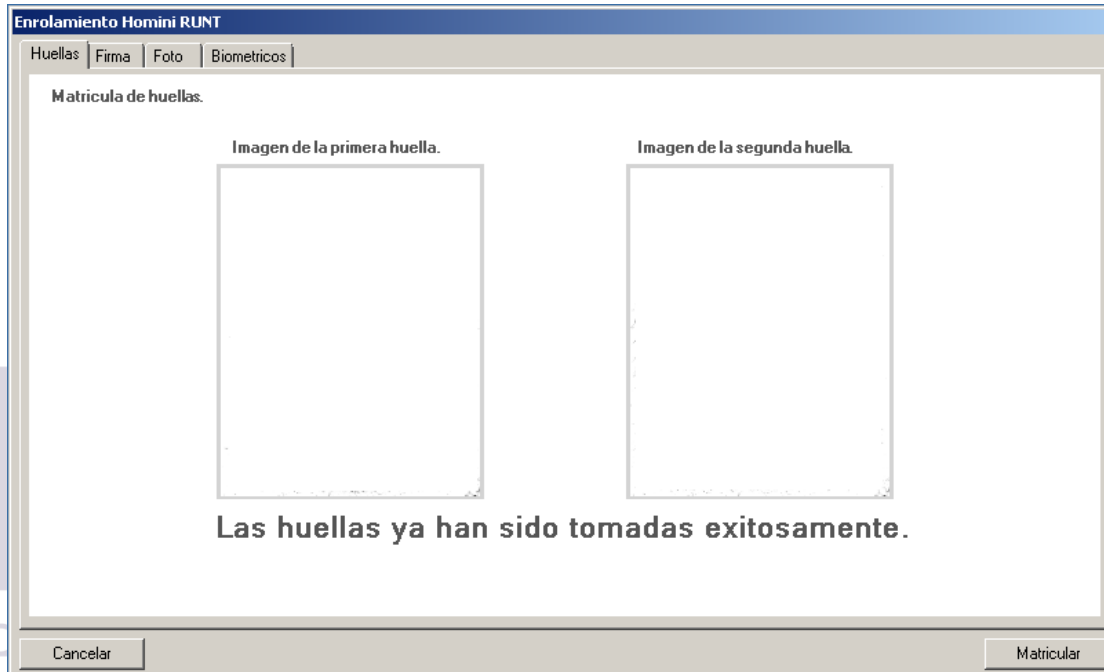 Enrolamiento Homini RUNT
Huellas Firma Foto Biometricos
Matricula de huellas.
Imagen de la primera huella. Imagen de la segunda huella.
Las huellas ya han sido tomadas exitosamente.
Cancelar Matricular